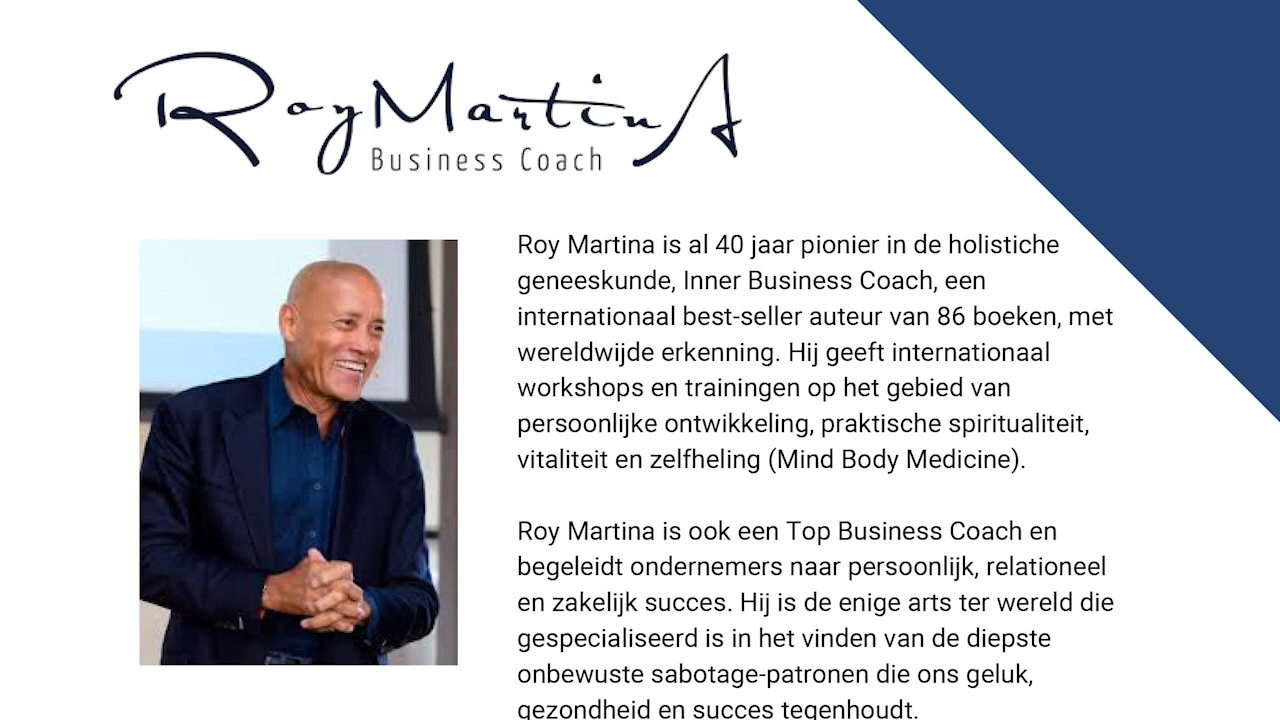 Roy Martina
Business Coach
Roy Martina is al 40 jaar pionier in de holistiche
geneeskunde, Inner Business Coach, een
internationaal best-seller auteur van 86 boeken, met
wereldwijde erkenning. Hij geeft internationaal
workshops en trainingen op het gebied van
persoonlijke ontwikkeling, praktische spiritualiteit,
vitaliteit en zelfheling (Mind Body Medicine).
Roy Martina is ook een Top Business Coach en
begeleidt ondernemers naar persoonlijk, relationeel
en zakelijk succes. Hij is de enige arts ter wereld die
gespecialiseerd is in het vinden van de diepste
onbewuste sabotage-patronen die ons geluk,
gezondheid en succes tegenhoudt.